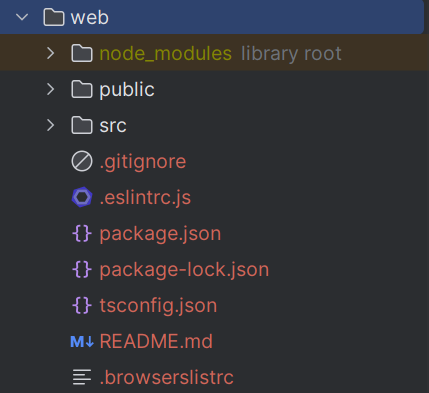 web
node_modules library root
public
src
.gitignore
.eslintrc.js
package.json
package-lock.json
tsconfig.json
README.md
.browserslistrc